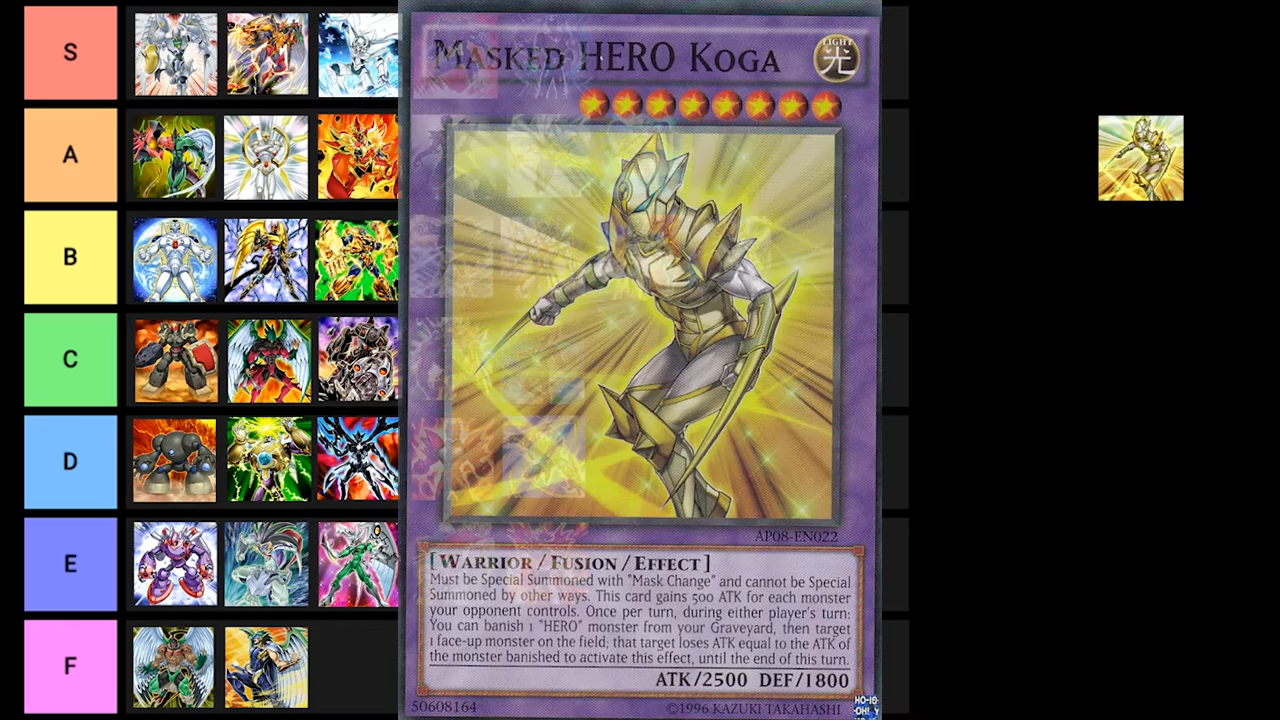 S
A
B
C
D
E
F
Masked HERO Koga
LIGHT
光
AP08-EN022
[WARRIOR/FUSION/EFFECT]
Must be Special Summoned with "Mask Change" and cannot be Special
Summoned by other ways. This card gains 500 ATK for each monster
your opponent controls. Once per turn, during either player's turn:
You can banish 1 "HERO" monster from your Graveyard, then target
1 face-up monster on the field; that target loses ATK equal to the ATK of
the monster banished to activate this effect, until the end of this turn.
ATK/2500 DEF/1800
50608164
©1996 KAZUKI TAKAHASHI